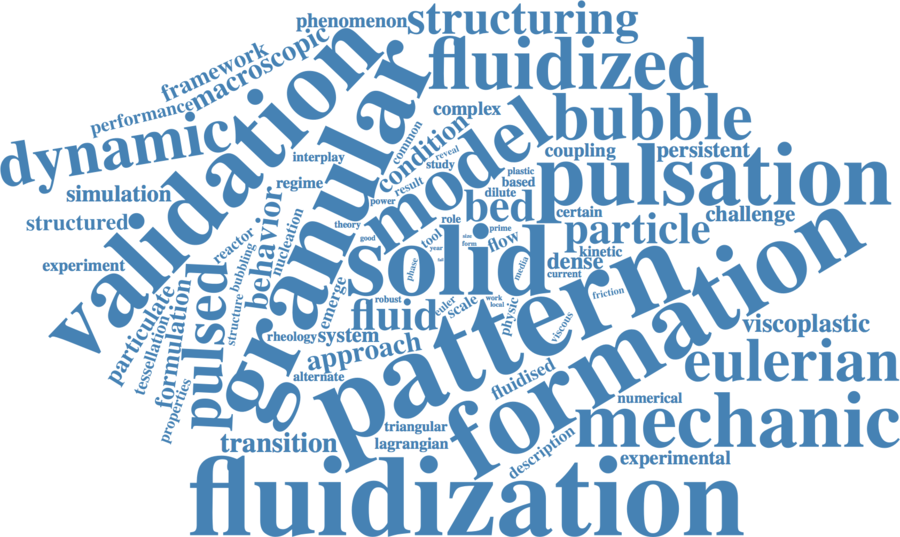 phenomenon
structuring
framework
macroscopic
fluidized
performance
validation
granular
complex
bubble
dynamic
condition
common
model
interplay
reveal
study
coupling
persistent
simulation
regime
result
plastic
based
pulsation
power
dilute
structured
behavior
nucleation
theory
role
bed
certain
challenge
reactor
good
tool
prime
particle
experiment
structure bubbling
solid
year
size
form
flow
kinetic
phase
media
dense
current
particulate
tessellation
formulation
pulsed
emerge
robust
fluid
euler
scale
work
local
physic
friction
pattern
formation
rheology
system
viscous
viscoplastic
approach
eulerian
alternate
fluidised
properties
numerical
triangular
mechanic
transition
lagrangian
description
experimental
fluidization